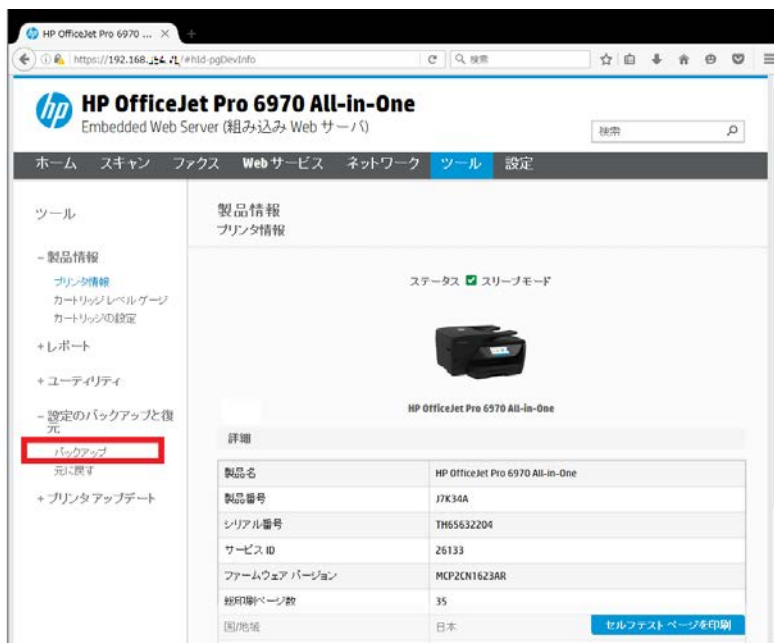 HP OfficeJet Pro 6970 ...
https://192.168. /#hId-pgDevInfo
検索
hp HP OfficeJet Pro 6970 All-in-One
Embedded Web Server (組み込み Web サーバ)
検索
ホーム スキャン ファクス Web サービス ネットワーク ツール 設定
ツール
- 製品情報
プリンタ情報
カートリッジ レベル ゲージ
カートリッジの設定
+ レポート
+ ユーティリティ
- 設定のバックアップと復
元
バックアップ
元に戻す
+ プリンタ アップデート
製品情報
プリンタ情報
ステータス スリープ モード
HP OfficeJet Pro 6970 All-in-One
詳細
製品名 HP OfficeJet Pro 6970 All-in-One
製品番号 J7K34A
シリアル番号 TH65632204
サービス ID 26133
ファームウェア バージョン MCP2CN1623AR
総印刷ページ数 35
国/地域 日本
セルフテスト ページを印刷